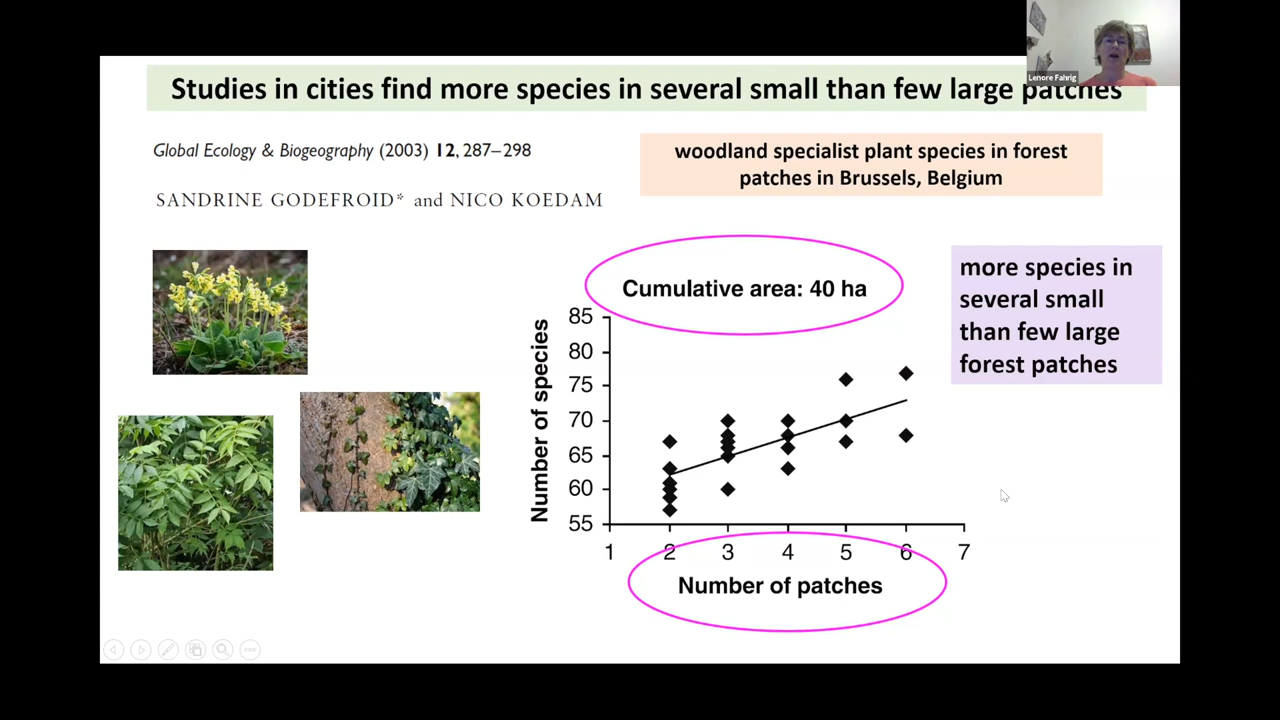 Lenore Fahrig
Studies in cities find more species in several small than few large patches
Global Ecology & Biogeography (2003) 12, 287–298
SANDRINE GODEFROID* and NICO KOEDAM
woodland specialist plant species in forest
patches in Brussels, Belgium
more species in
several small
than few large
forest patches
Cumulative area: 40 ha
Number of species
85
80
75
70
65
60
55
1 2 3 4 5 6 7
Number of patches